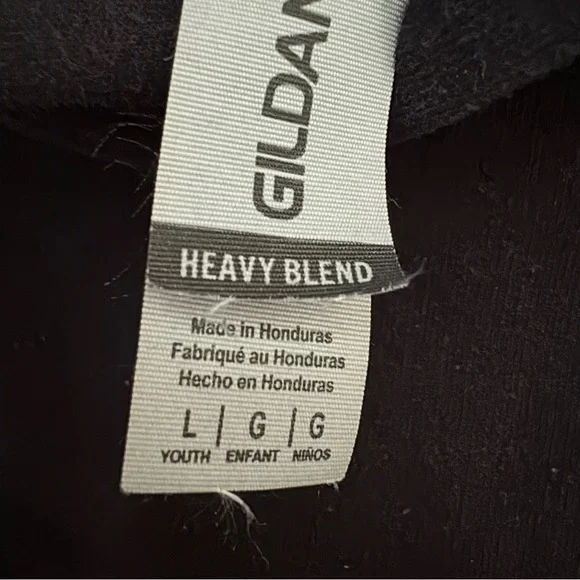 GILDAN
HEAVY BLEND
Made in Honduras
Fabriqué au Honduras
Hecho en Honduras
L | G | G
YOUTH ENFANT NIÑOS